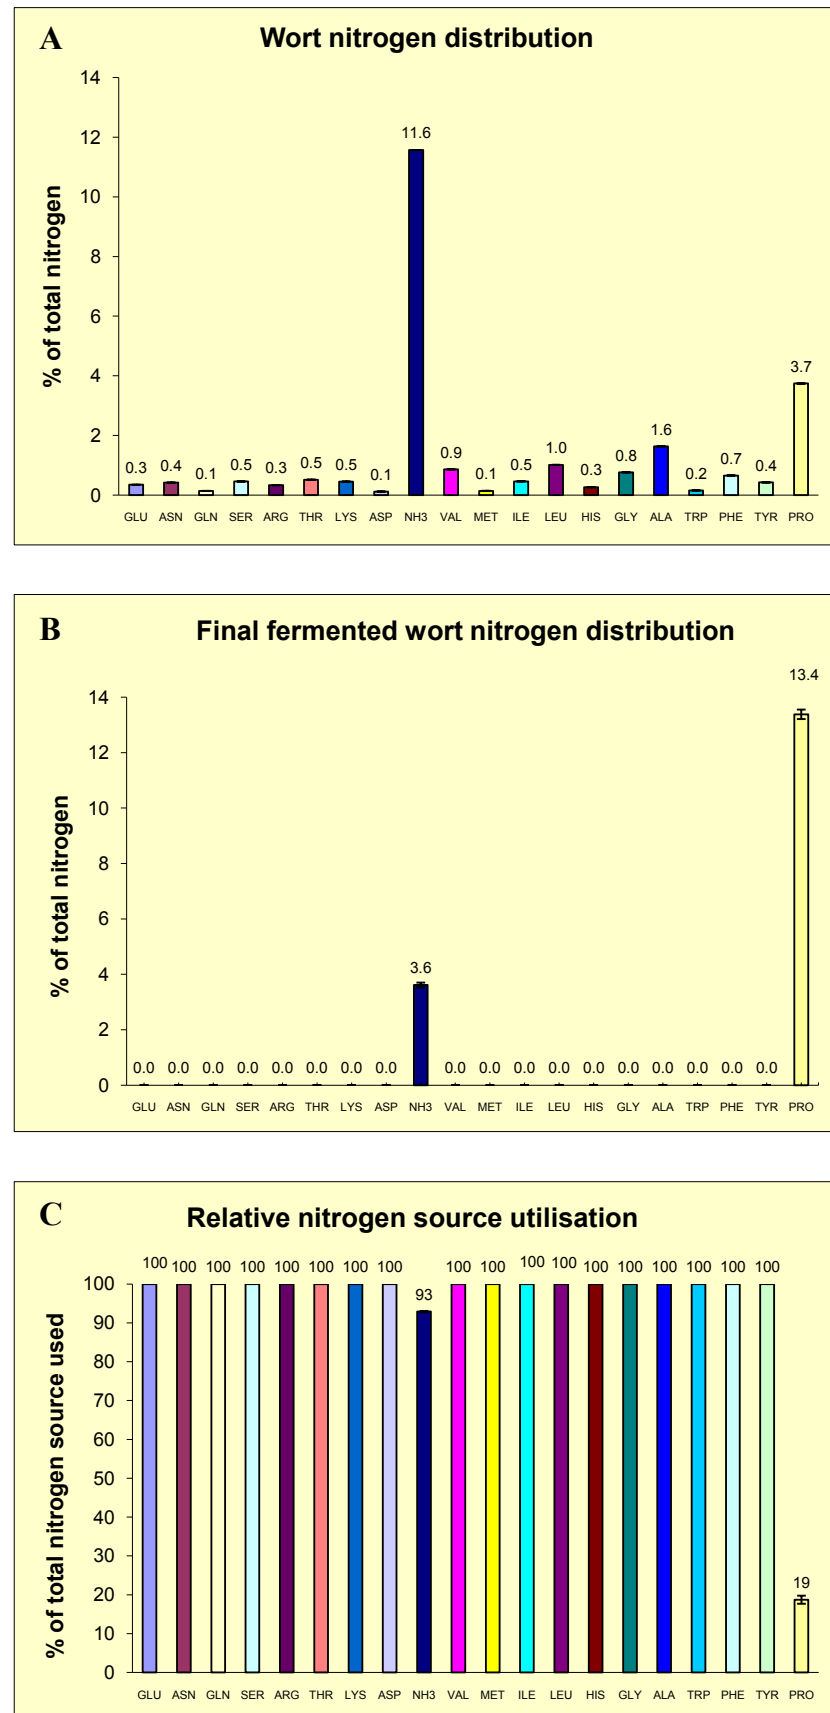 A
Wort nitrogen distribution
% of total nitrogen
14
12
10
8
6
4
2
0
0.3 0.4 0.1 0.5 0.3 0.5 0.5 0.1 11.6 0.9 0.1 0.5 1.0 0.3 0.8 1.6 0.2 0.7 0.4 3.7
GLU ASN GLN SER ARG THR LYS ASP NH3 VAL MET ILE LEU HIS GLY ALA TRP PHE TYR PRO
B
Final fermented wort nitrogen distribution
% of total nitrogen
14
12
10
8
6
4
2
0
0.0 0.0 0.0 0.0 0.0 0.0 0.0 0.0 3.6 0.0 0.0 0.0 0.0 0.0 0.0 0.0 0.0 0.0 0.0 13.4
GLU ASN GLN SER ARG THR LYS ASP NH3 VAL MET ILE LEU HIS GLY ALA TRP PHE TYR PRO
C
Relative nitrogen source utilisation
% of total nitrogen source used
100
90
80
70
60
50
40
30
20
10
0
100 100 100 100 100 100 100 100 93 100 100 100 100 100 100 100 100 100 100 19
GLU ASN GLN SER ARG THR LYS ASP NH3 VAL MET ILE LEU HIS GLY ALA TRP PHE TYR PRO